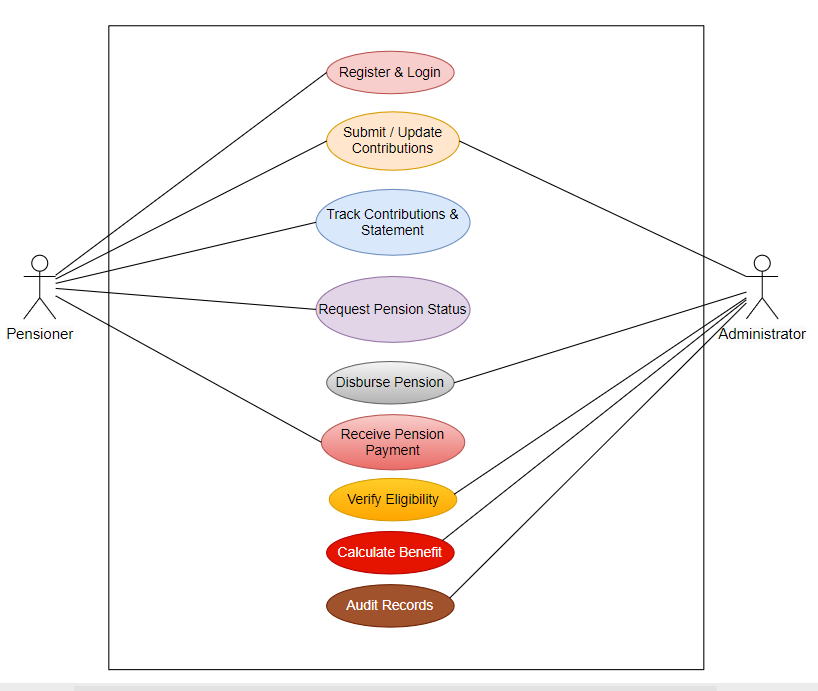 Register & Login
Submit / Update
Contributions
Track Contributions &
Statement
Request Pension Status
Pensioner
Administrator
Disburse Pension
Receive Pension
Payment
Verify Eligibility
Calculate Benefit
Audit Records